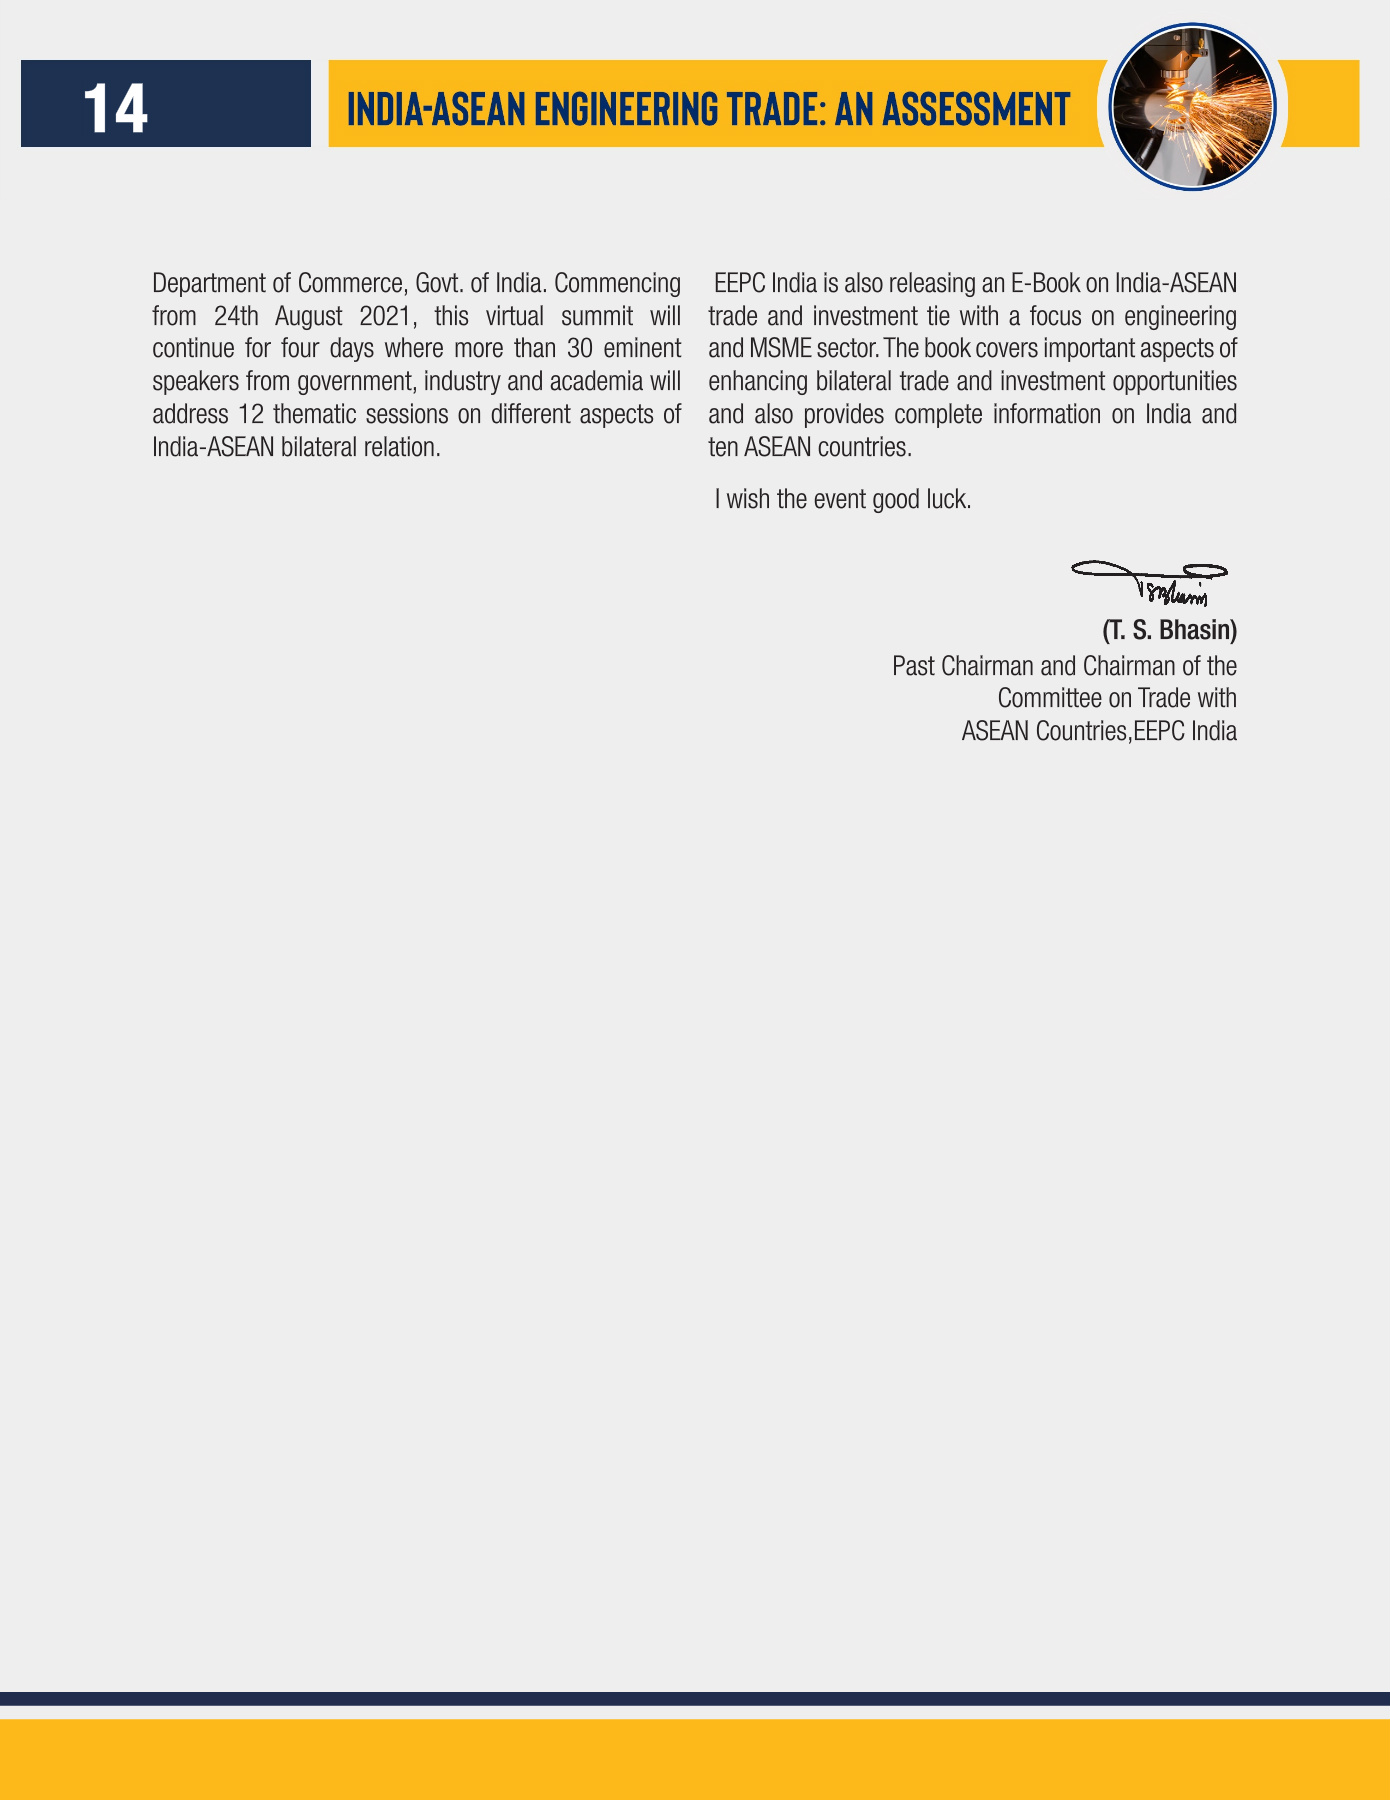 14
INDIA-ASEAN ENGINEERING TRADE: AN ASSESSMENT
Department of Commerce, Govt. of India. Commencing
from 24th August 2021, this virtual summit will
continue for four days where more than 30 eminent
speakers from government, industry and academia will
address 12 thematic sessions on different aspects of
India-ASEAN bilateral relation.
EEPC India is also releasing an E-Book on India-ASEAN
trade and investment tie with a focus on engineering
and MSME sector. The book covers important aspects of
enhancing bilateral trade and investment opportunities
and also provides complete information on India and
ten ASEAN countries.
I wish the event good luck.
(T. S. Bhasin)
Past Chairman and Chairman of the
Committee on Trade with
ASEAN Countries,EEPC India